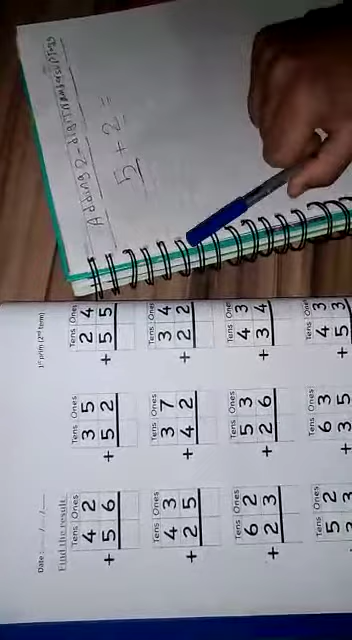 Adding 2-digit numbers
5 + 2 =
Date : __/__/__ 1st prim (2nd term)
Find the result
Tens Ones Tens Ones Tens Ones
4 2 3 5 2 4
+ 5 6 + 5 2 + 5 5
Tens Ones Tens Ones Tens Ones
4 3 3 7 3 4
+ 2 5 + 4 2 + 2 2
Tens Ones Tens Ones Tens Ones
6 2 5 3 4 3
+ 2 3 + 2 6 + 3 4
Tens Ones Tens Ones Tens Ones
5 2 6 3 4 3
+ 3 5 + 5 3